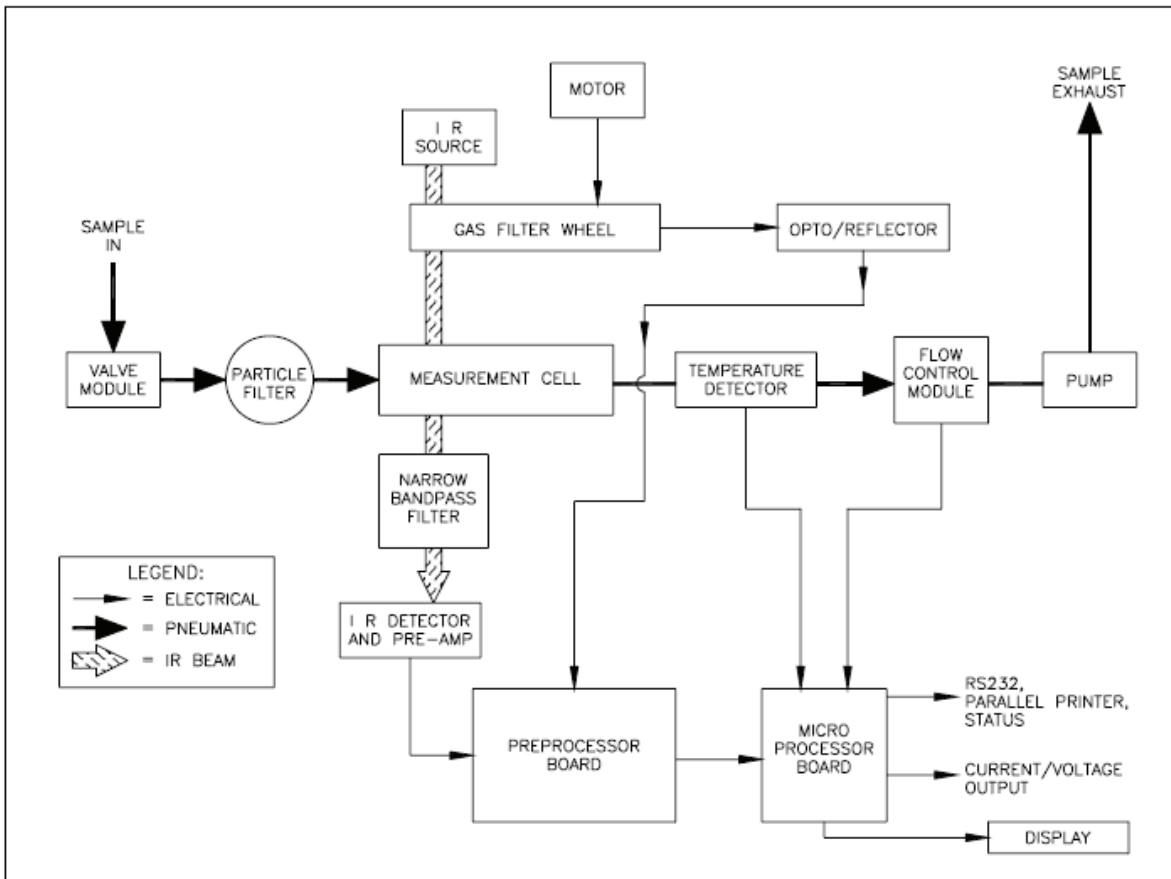 MOTOR
SAMPLE
EXHAUST
I R
SOURCE
SAMPLE
IN
GAS FILTER WHEEL
OPTO/REFLECTOR
VALVE
MODULE
PARTICLE
FILTER
MEASUREMENT CELL
TEMPERATURE
DETECTOR
FLOW
CONTROL
MODULE
PUMP
NARROW
BANDPASS
FILTER
LEGEND:
= ELECTRICAL
= PNEUMATIC
= IR BEAM
I R DETECTOR
AND PRE-AMP
PREPROCESSOR
BOARD
MICRO
PROCESSOR
BOARD
RS232,
PARALLEL PRINTER,
STATUS
CURRENT/VOLTAGE
OUTPUT
DISPLAY